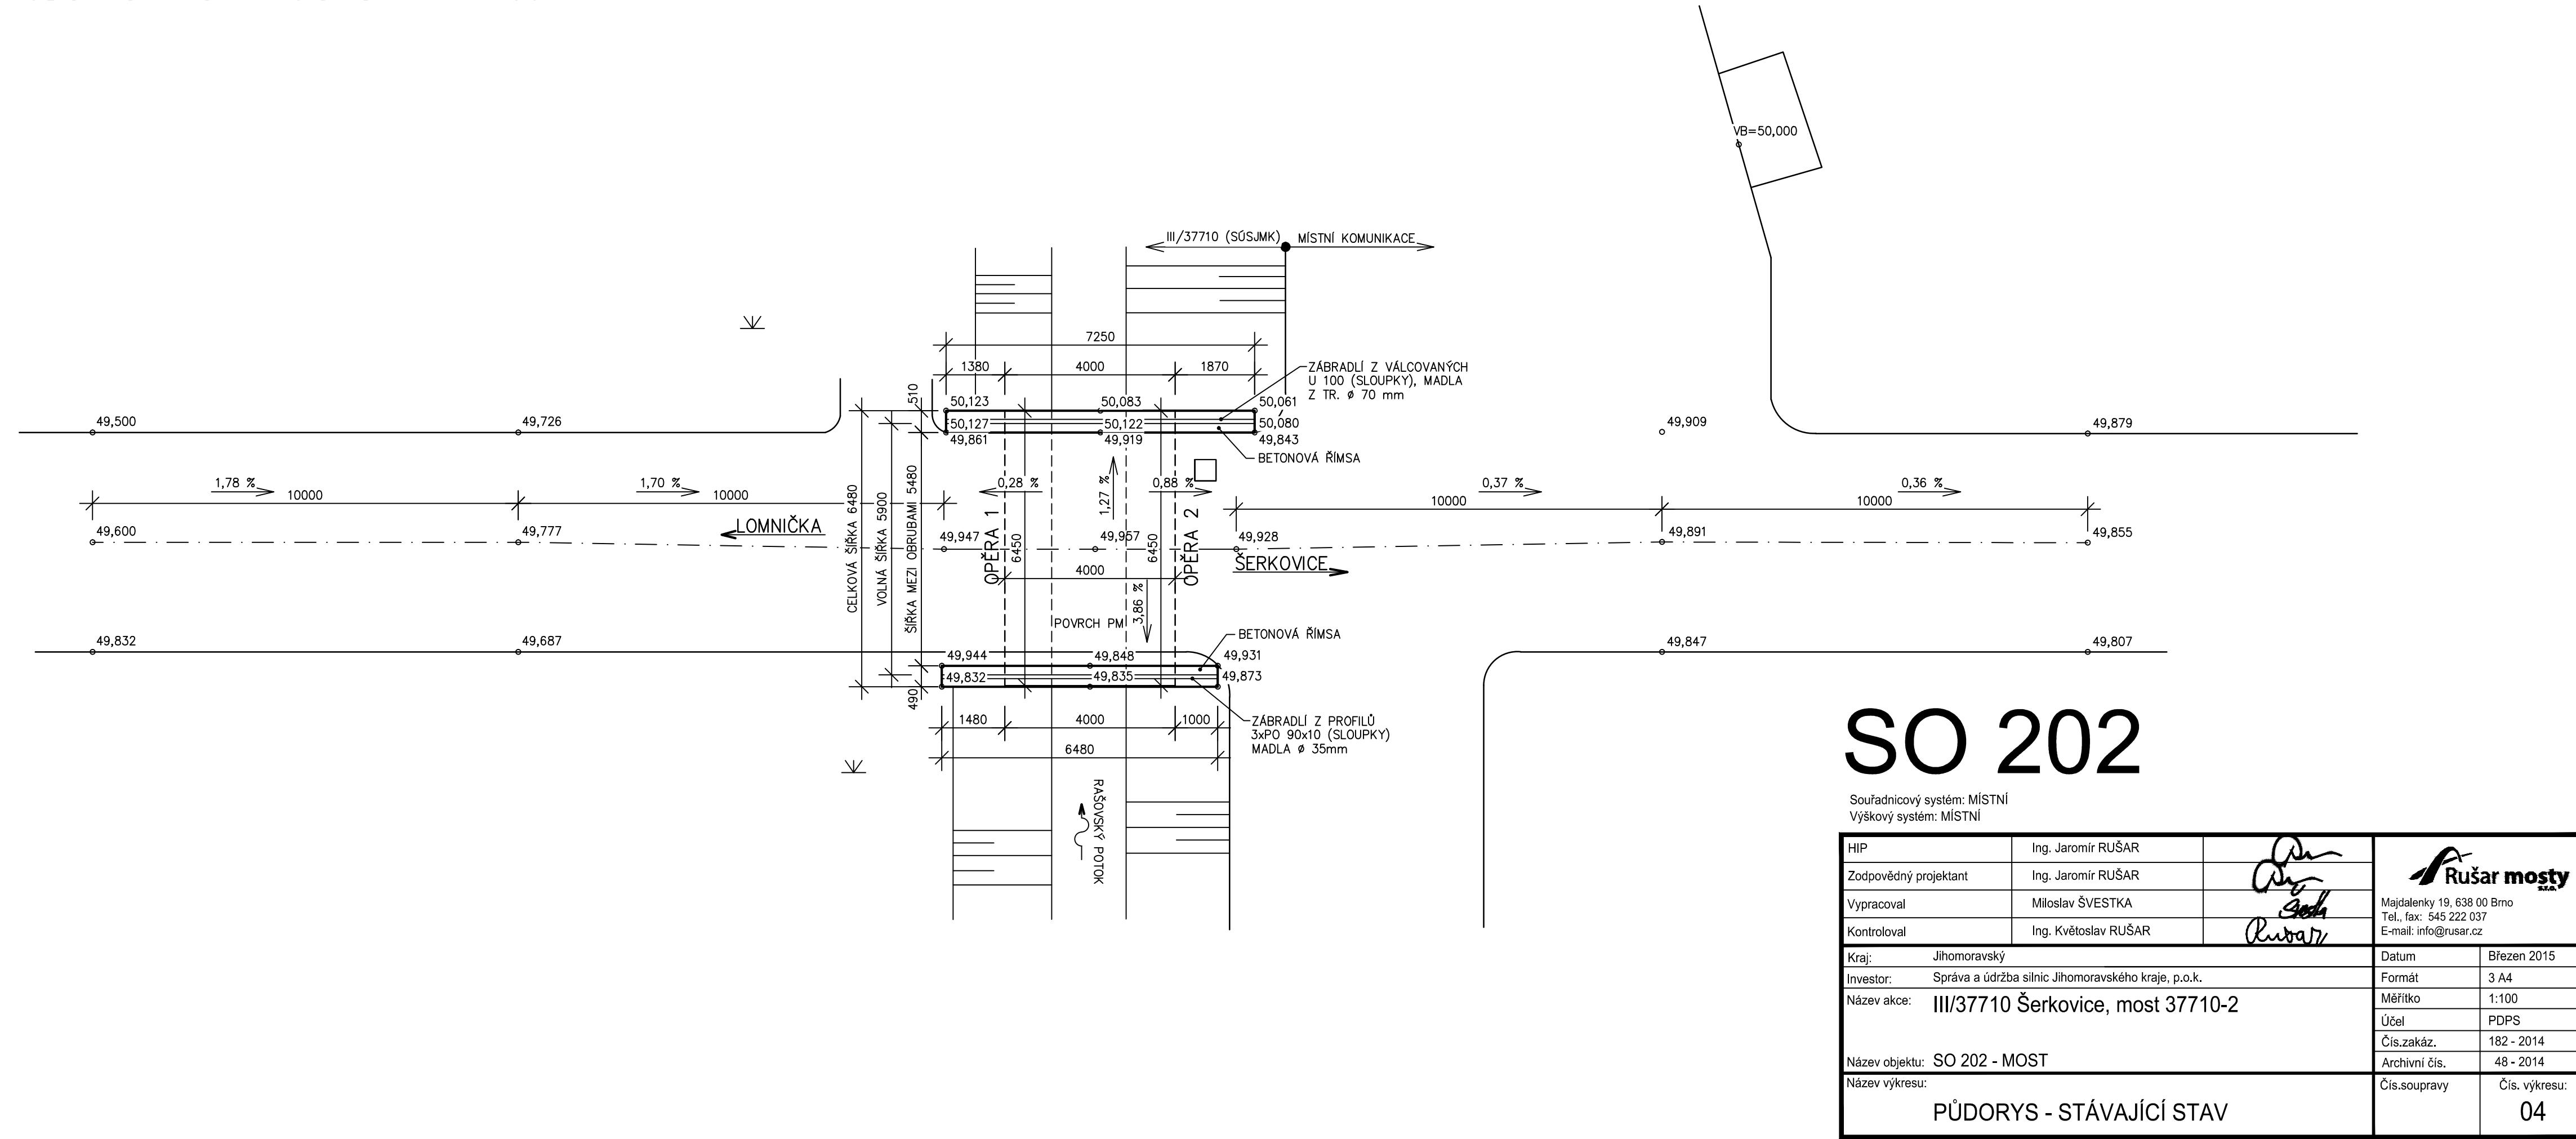 VB=50,000
III/37710 (SÚSJMK)
MÍSTNÍ KOMUNIKACE
7250
1380
4000
1870
ZÁBRADLÍ Z VÁLCOVANÝCH
U 100 (SLOUPKY), MADLA
Z TR. ø 70 mm
510
50,123
50,083
50,061
49,500
49,726
50,127
50,122
50,080
49,861
49,919
49,843
49,909
49,879
BETONOVÁ ŘÍMSA
1,78 %
10000
1,70 %
10000
0,28 %
1,27 %
0,88 %
0,37 %
10000
0,36 %
10000
CELKOVÁ ŠÍŘKA 6480
VOLNÁ ŠÍŘKA 5900
ŠÍŘKA MEZI OBRUBAMI 5480
LOMNIČKA
49,600
49,777
49,947
49,957
49,928
49,891
49,855
OPĚRA 1
6450
6450
OPĚRA 2
ŠERKOVICE
4000
3,86 %
POVRCH PM
BETONOVÁ ŘÍMSA
49,832
49,687
49,944
49,848
49,931
49,847
49,807
49,832
49,835
49,873
490
1480
4000
1000
6480
ZÁBRADLÍ Z PROFILŮ
3xPO 90x10 (SLOUPKY)
MADLA ø 35mm
RAŠOVSKÝ POTOK
SO 202
Souřadnicový systém: MÍSTNÍ
Výškový systém: MÍSTNÍ
HIP Ing. Jaromír RUŠAR
Zodpovědný projektant Ing. Jaromír RUŠAR
Vypracoval Miloslav ŠVESTKA
Kontroloval Ing. Květoslav RUŠAR
Rušar mosty
s.r.o.
Majdalenky 19, 638 00 Brno
Tel., fax: 545 222 037
E-mail: info@rusar.cz
Kraj: Jihomoravský
Investor: Správa a údržba silnic Jihomoravského kraje, p.o.k.
Název akce: III/37710 Šerkovice, most 37710-2
Název objektu: SO 202 - MOST
Název výkresu:
PŮDORYS - STÁVAJÍCÍ STAV
Datum Březen 2015
Formát 3 A4
Měřítko 1:100
Účel PDPS
Čís.zakáz. 182 - 2014
Archivní čís. 48 - 2014
Čís.soupravy Čís. výkresu:
04